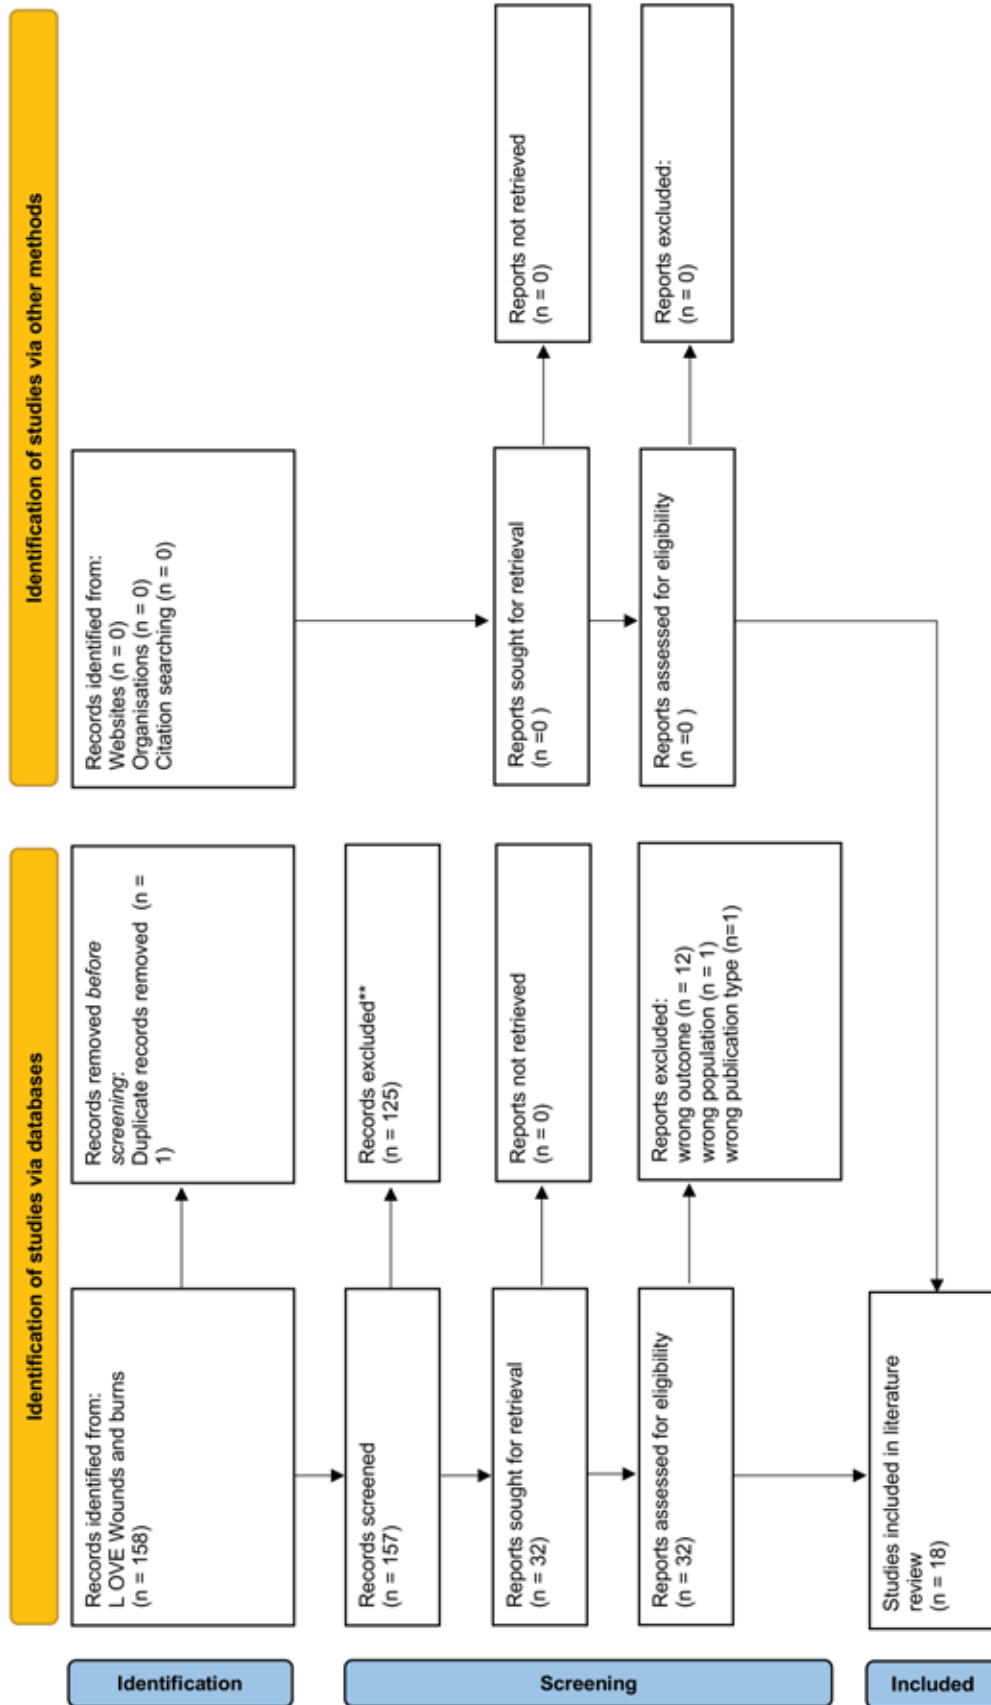 Identification of studies via databases
Identification of studies via other methods
Identification
Records identified from:
L OVE Wounds and burns
(n = 158)
Records removed before
screening:
Duplicate records removed  (n =
1)
Records identified from:
Websites (n = 0)
Organisations (n = 0)
Citation searching (n = 0)
Screening
Records screened
(n = 157)
Records excluded**
(n = 125)
Reports sought for retrieval
(n = 32)
Reports not retrieved
(n = 0)
Reports sought for retrieval
(n =0 )
Reports not retrieved
(n = 0)
Reports assessed for eligibility
(n = 32)
Reports excluded:
wrong outcome (n = 12)
wrong population (n = 1)
wrong publication type (n=1)
Reports assessed for eligibility
(n =0 )
Reports excluded:
(n = 0)
Included
Studies included in literature
review
(n = 18)